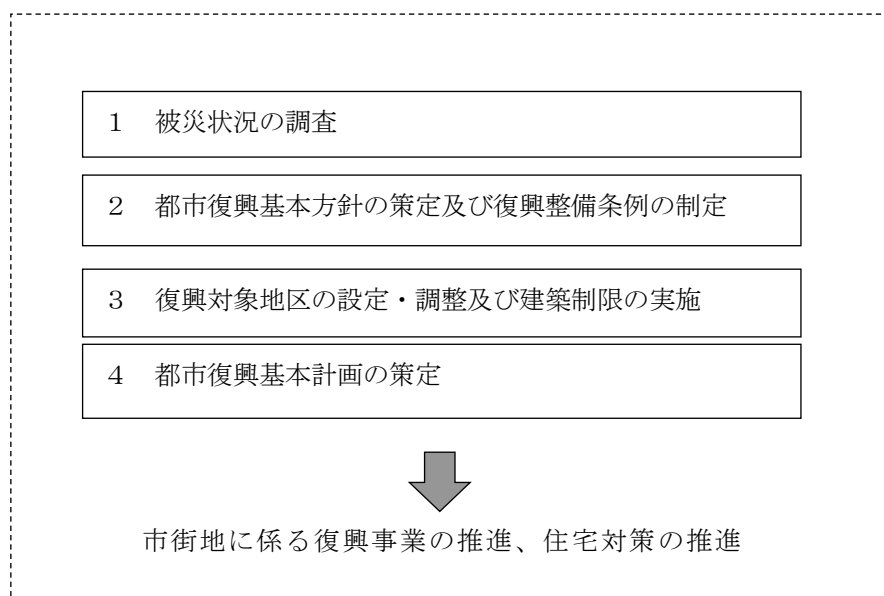 １　被災状況の調査
２　都市復興基本方針の策定及び復興整備条例の制定
３　復興対象地区の設定・調整及び建築制限の実施
４　都市復興基本計画の策定
市街地に係る復興事業の推進、住宅対策の推進